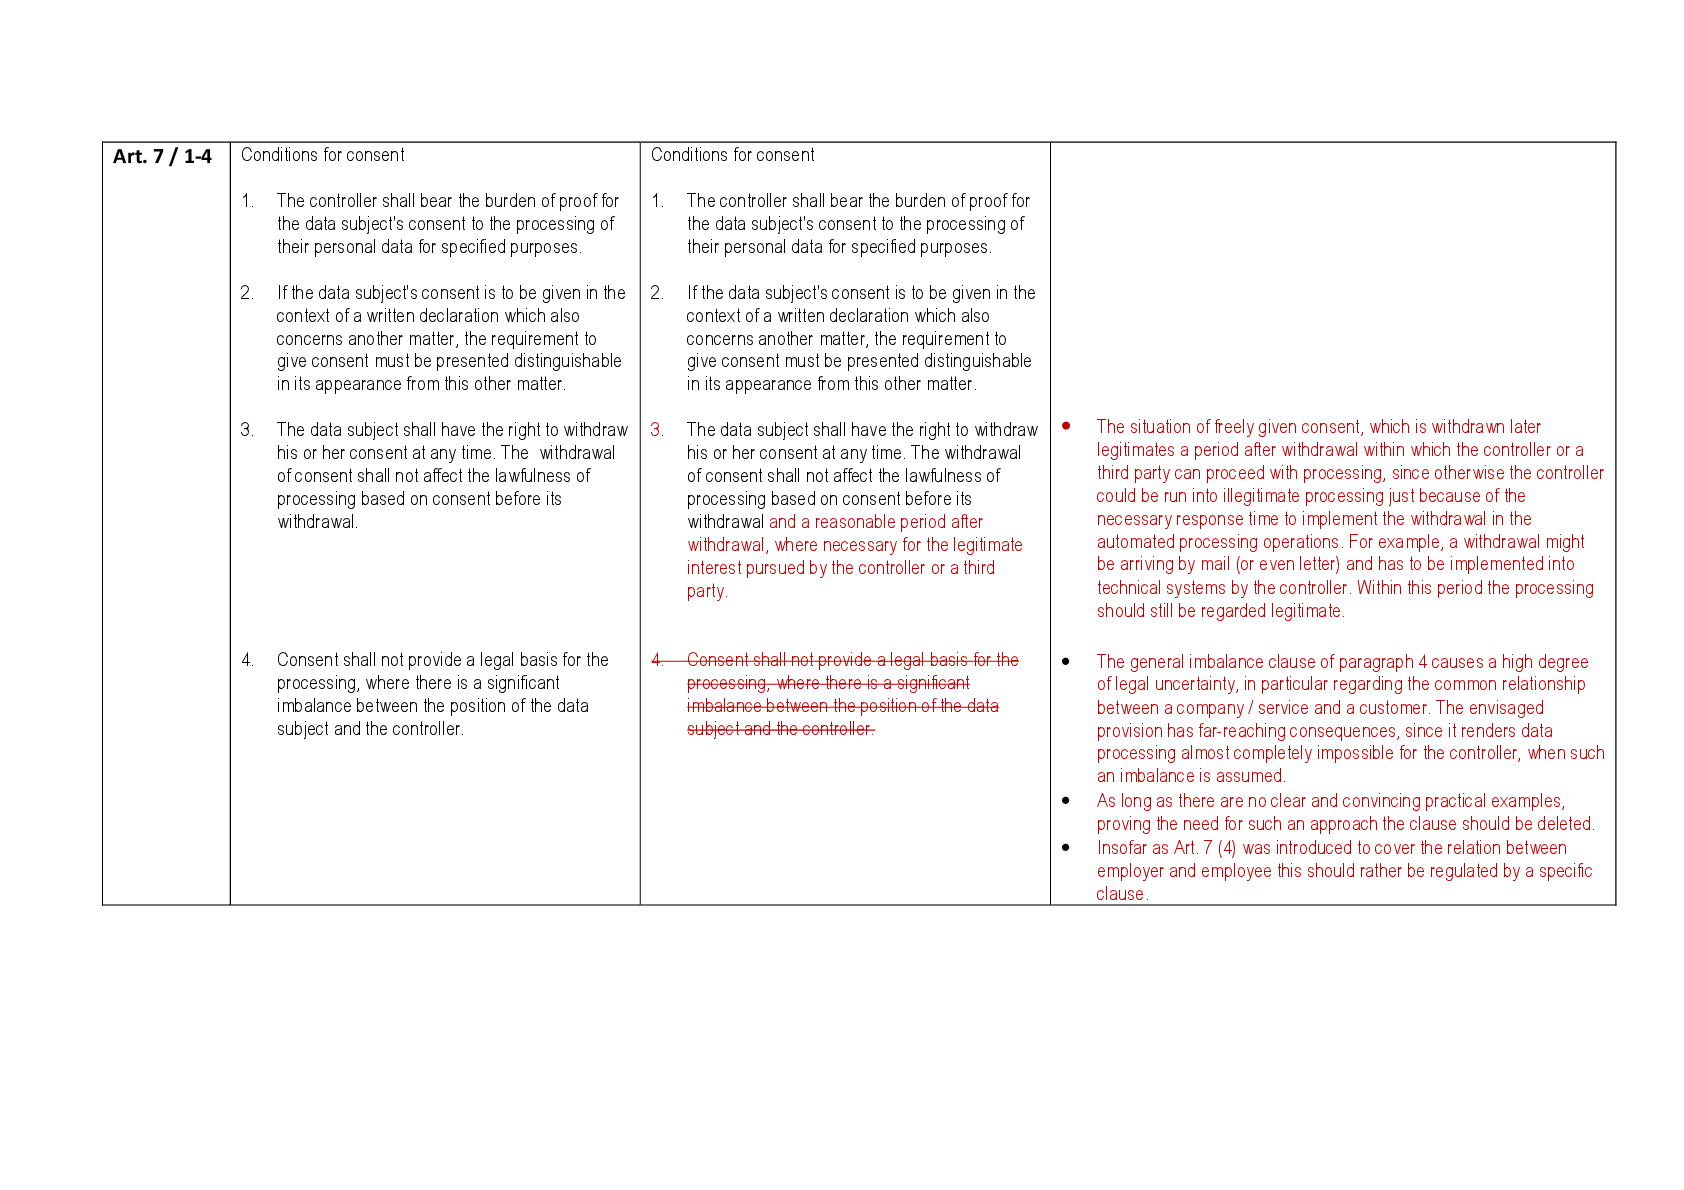 Art. 7 / 1-4
Conditions for consent
1. The controller shall bear the burden of proof for
the data subject's consent to the processing of
their personal data for specified purposes.
2. If the data subject's consent is to be given in the
context of a written declaration which also
concerns another matter, the requirement to
give consent must be presented distinguishable
in its appearance from this other matter.
3. The data subject shall have the right to withdraw
his or her consent at any time. The withdrawal
of consent shall not affect the lawfulness of
processing based on consent before its
withdrawal.
4. Consent shall not provide a legal basis for the
processing, where there is a significant
imbalance between the position of the data
subject and the controller.
Conditions for consent
1. The controller shall bear the burden of proof for
the data subject's consent to the processing of
their personal data for specified purposes.
2. If the data subject's consent is to be given in the
context of a written declaration which also
concerns another matter, the requirement to
give consent must be presented distinguishable
in its appearance from this other matter.
3. The data subject shall have the right to withdraw
his or her consent at any time. The withdrawal
of consent shall not affect the lawfulness of
processing based on consent before its
withdrawal and a reasonable period after
withdrawal, where necessary for the legitimate
interest pursued by the controller or a third
party.
4. Consent shall not provide a legal basis for the
processing, where there is a significant
imbalance between the position of the data
subject and the controller.
• The situation of freely given consent, which is withdrawn later
legitimates a period after withdrawal within which the controller or a
third party can proceed with processing, since otherwise the controller
could be run into illegitimate processing just because of the
necessary response time to implement the withdrawal in the
automated processing operations. For example, a withdrawal might
be arriving by mail (or even letter) and has to be implemented into
technical systems by the controller. Within this period the processing
should still be regarded legitimate.
• The general imbalance clause of paragraph 4 causes a high degree
of legal uncertainty, in particular regarding the common relationship
between a company / service and a customer. The envisaged
provision has far-reaching consequences, since it renders data
processing almost completely impossible for the controller, when such
an imbalance is assumed.
• As long as there are no clear and convincing practical examples,
proving the need for such an approach the clause should be deleted.
• Insofar as Art. 7 (4) was introduced to cover the relation between
employer and employee this should rather be regulated by a specific
clause.